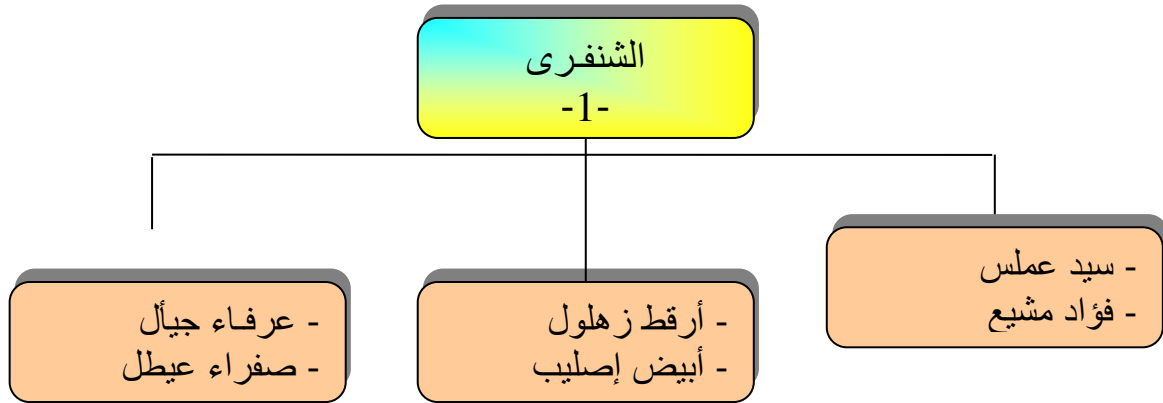 الشنفرى
-1-
- سيد عملس
- فؤاد مشيع
- أرقط زهلول
- أبيض إصليب
- عرفاء جيأل
- صفراء عيطل